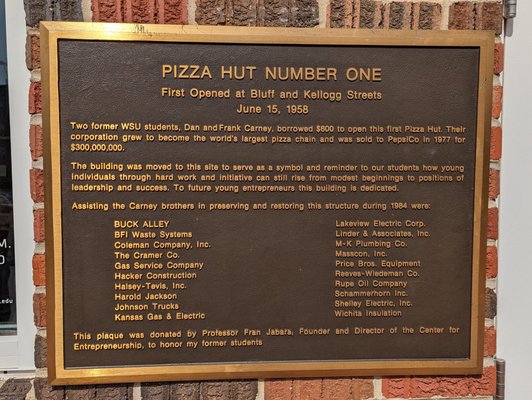 PIZZA HUT NUMBER ONE
First Opened at Bluff and Kellogg Streets
June 15, 1958
Two former WSU students, Dan and Frank Carney, borrowed $600 to open this first Pizza Hut. Their
corporation grew to become the world's largest pizza chain and was sold to PepsiCo in 1977 for
$300,000,000.
The building was moved to this site to serve as a symbol and reminder to our students how young
individuals through hard work and initiative can still rise from modest beginnings to positions of
leadership and success. To future young entrepreneurs this building is dedicated.
Assisting the Carney brothers in preserving and restoring this structure during 1984 were:
BUCK ALLEY
BFI Waste Systems
Coleman Company, Inc.
The Cramer Co.
Gas Service Company
Hacker Construction
Halsey-Tevis, Inc.
Harold Jackson
Johnson Trucks
Kansas Gas & Electric
Lakeview Electric Corp.
Linder & Associates, Inc.
M-K Plumbing Co.
Masscon, Inc.
Price Bros. Equipment
Reeves-Wiedeman Co.
Rupe Oil Company
Schammerhorn Inc.
Shelley Electric, Inc.
Wichita Insulation
This plaque was donated by Professor Fran Jabara, Founder and Director of the Center for
Entrepreneurship, to honor my former students
M.
.edu